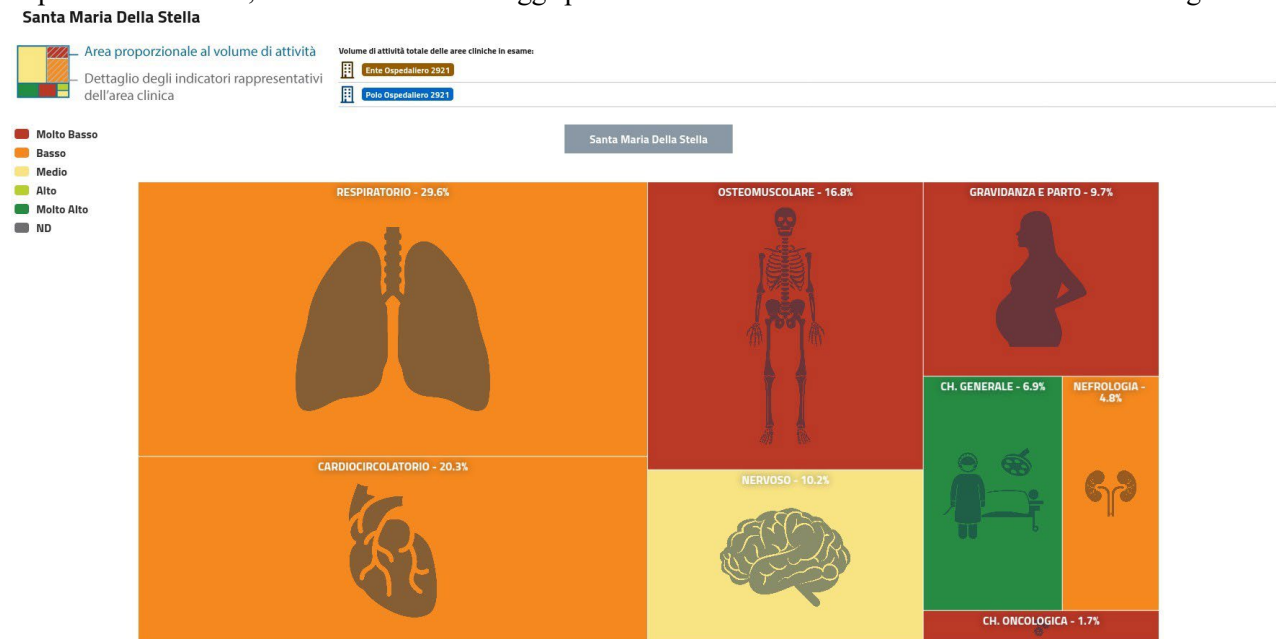 Santa Maria Della Stella
Area proporzionale al volume di attività
Dettaglio degli indicatori rappresentativi
dell'area clinica
Volume di attività totale delle aree cliniche in esame:
Ente Ospedaliero 2921
Polo Ospedaliero 2921
Santa Maria Della Stella
Molto Basso
Basso
Medio
Alto
Molto Alto
ND
RESPIRATORIO - 29.6%
OSTEOMUSCOLARE - 16.8%
GRAVIDANZA E PARTO - 9.7%
CH. GENERALE - 6.9%
NEFROLOGIA -
4.8%
CARDIOCIRCOLATORIO - 20.3%
NERVOSO - 10.2%
CH. ONCOLOGICA - 1.7%